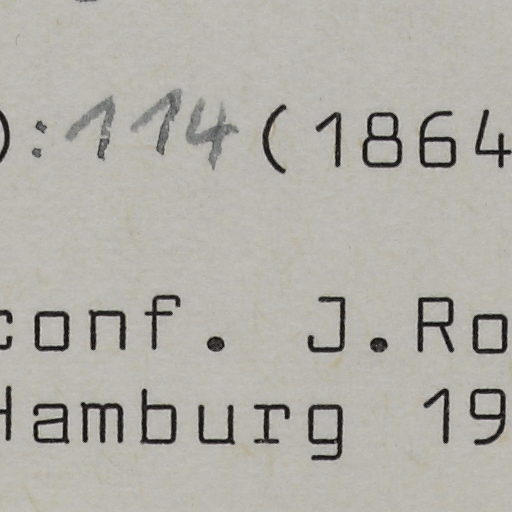 ):114 (1864
conf. J.Ro
Hamburg 19